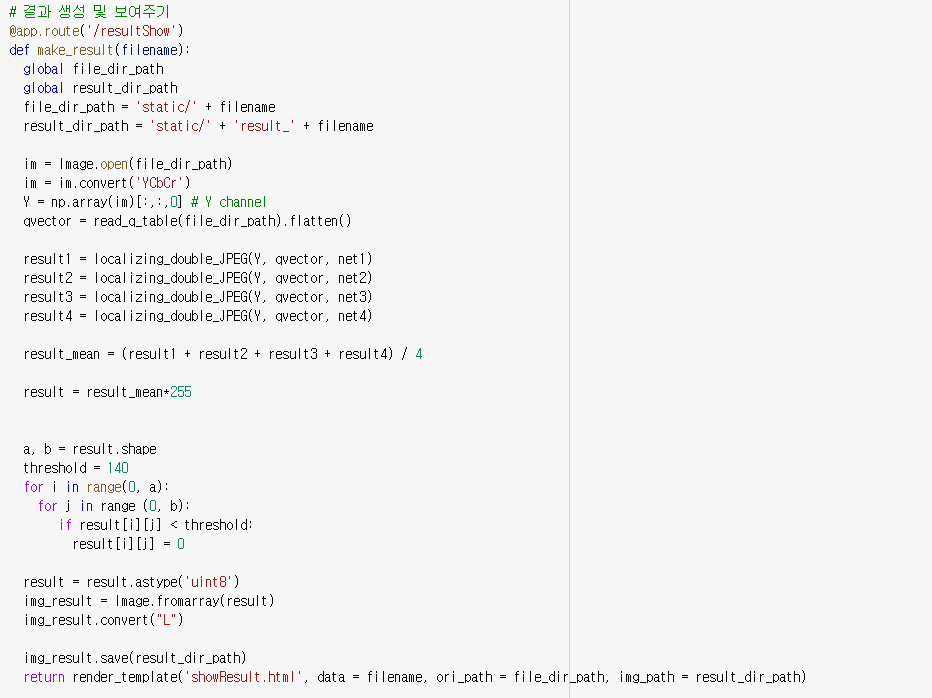 # 결과 생성 및 보여주기
@app.route('/resultShow')
def make_result(filename):
  global file_dir_path
  global result_dir_path
  file_dir_path = 'static/' + filename
  result_dir_path = 'static/' + 'result_' + filename

  im = Image.open(file_dir_path)
  im = im.convert('YCbCr')
  Y = np.array(im)[:,:,0] # Y channel
  qvector = read_q_table(file_dir_path).flatten()

  result1 = localizing_double_JPEG(Y, qvector, net1)
  result2 = localizing_double_JPEG(Y, qvector, net2)
  result3 = localizing_double_JPEG(Y, qvector, net3)
  result4 = localizing_double_JPEG(Y, qvector, net4)

  result_mean = (result1 + result2 + result3 + result4) / 4

  result = result_mean*255


  a, b = result.shape
  threshold = 140
  for i in range(0, a):
    for j in range (0, b):
       if result[i][j] < threshold:
         result[i][j] = 0

  result = result.astype('uint8')
  img_result = Image.fromarray(result)
  img_result.convert("L")

  img_result.save(result_dir_path)
  return render_template('showResult.html', data = filename, ori_path = file_dir_path, img_path = result_dir_path)